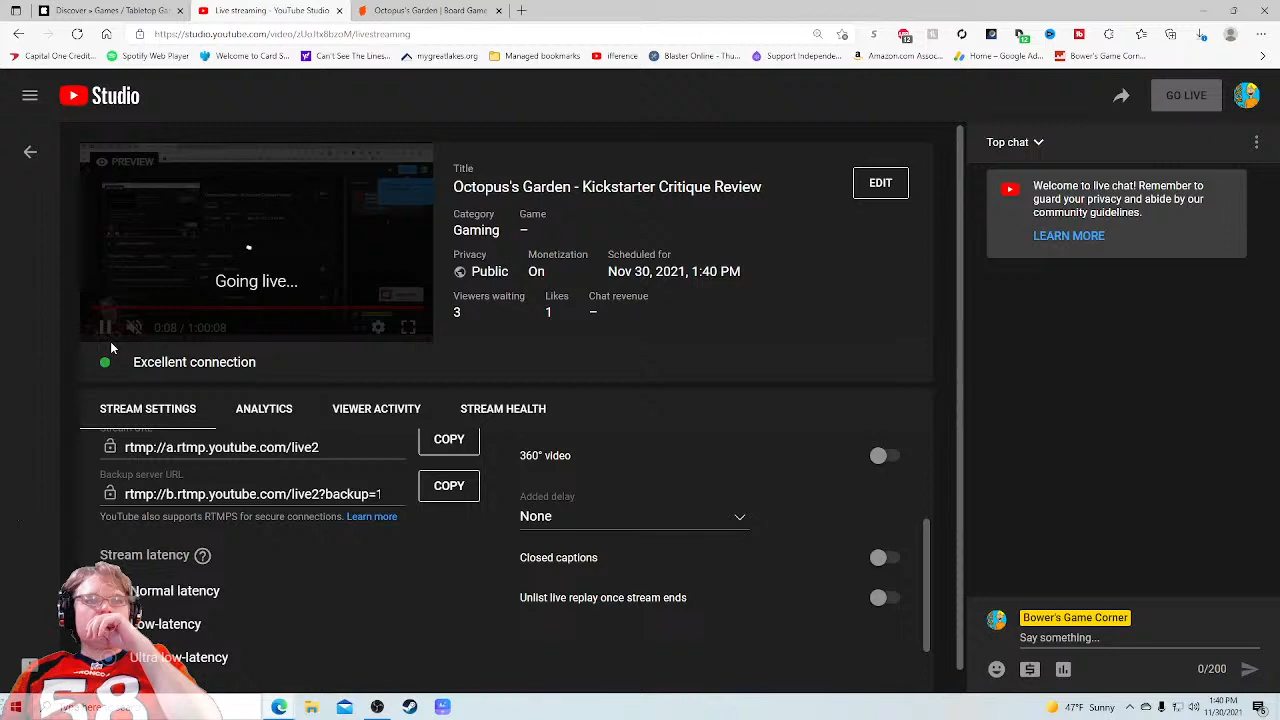 Discover » Games / Tabletop Gam
Live streaming - YouTube Studio
Octopus's Garden | Board Game
https://studio.youtube.com/video/zUoItx8bzoM/livestreaming
Capital One Credit...
Spotify Web Player
Welcome to Card S...
Can't See The Lines...
mygreatlakes.org
Managed bookmarks
ifference
Blaster Online - Thu...
Support Independe...
Amazon.com Assoc...
Home – Google Ad...
Bower's Game Corn...
Studio
GO LIVE
PREVIEW
Going live...
0:08 / 1:00:08
Excellent connection
Title
Octopus's Garden - Kickstarter Critique Review
EDIT
Category
Game
Gaming
–
Privacy
Monetization
Scheduled for
Public
On
Nov 30, 2021, 1:40 PM
Viewers waiting
Likes
Chat revenue
3
1
–
Top chat
Welcome to live chat! Remember to
guard your privacy and abide by our
community guidelines.
LEARN MORE
STREAM SETTINGS
ANALYTICS
VIEWER ACTIVITY
STREAM HEALTH
Stream URL
rtmp://a.rtmp.youtube.com/live2
COPY
Backup server URL
rtmp://b.rtmp.youtube.com/live2?backup=1
COPY
YouTube also supports RTMPS for secure connections. Learn more
Stream latency
Normal latency
ow-latency
Ultra low-latency
360° video
Added delay
None
Closed captions
Unlist live replay once stream ends
Bower's Game Corner
Say something...
0/200
Type here
47°F Sunny
1:40 PM
11/30/2021